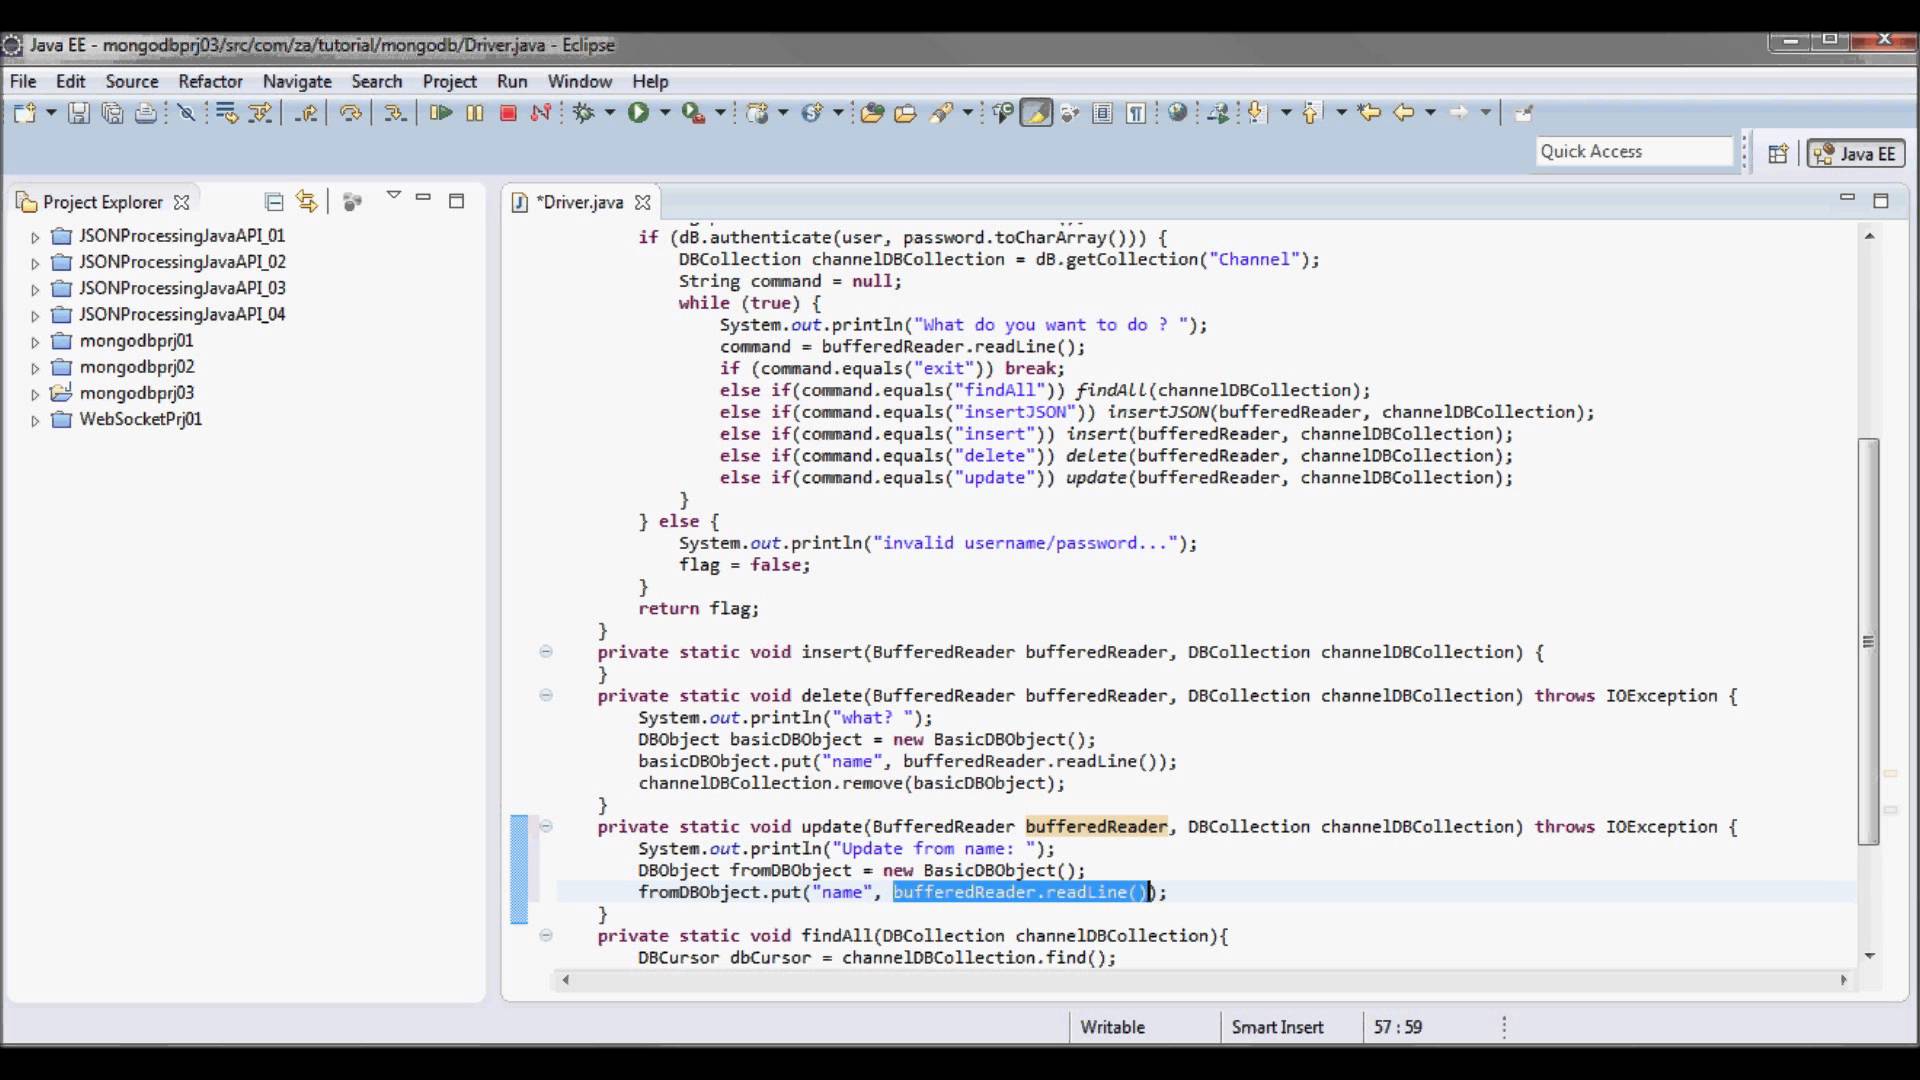 Java EE - mongodbprj03/src/com/za/tutorial/mongodb/Driver.java - Eclipse
File Edit Source Refactor Navigate Search Project Run Window Help
Quick Access
Java EE
Project Explorer
JSONProcessingJavaAPI_01
JSONProcessingJavaAPI_02
JSONProcessingJavaAPI_03
JSONProcessingJavaAPI_04
mongodbprj01
mongodbprj02
mongodbprj03
WebSocketPrj01
*Driver.java
if (dB.authenticate(user, password.toCharArray())) {
DBCollection channelDBCollection = dB.getCollection("Channel");
String command = null;
while (true) {
System.out.println("What do you want to do ? ");
command = bufferedReader.readLine();
if (command.equals("exit")) break;
else if(command.equals("findAll")) findAll(channelDBCollection);
else if(command.equals("insertJSON")) insertJSON(bufferedReader, channelDBCollection);
else if(command.equals("insert")) insert(bufferedReader, channelDBCollection);
else if(command.equals("delete")) delete(bufferedReader, channelDBCollection);
else if(command.equals("update")) update(bufferedReader, channelDBCollection);
}
} else {
System.out.println("invalid username/password...");
flag = false;
}
return flag;
}
private static void insert(BufferedReader bufferedReader, DBCollection channelDBCollection) {
}
private static void delete(BufferedReader bufferedReader, DBCollection channelDBCollection) throws IOException {
System.out.println("what? ");
DBObject basicDBObject = new BasicDBObject();
basicDBObject.put("name", bufferedReader.readLine());
channelDBCollection.remove(basicDBObject);
}
private static void update(BufferedReader bufferedReader, DBCollection channelDBCollection) throws IOException {
System.out.println("Update from name: ");
DBObject fromDBObject = new BasicDBObject();
fromDBObject.put("name", bufferedReader.readLine());
}
private static void findAll(DBCollection channelDBCollection){
DBCursor dbCursor = channelDBCollection.find();
Writable
Smart Insert
57 : 59